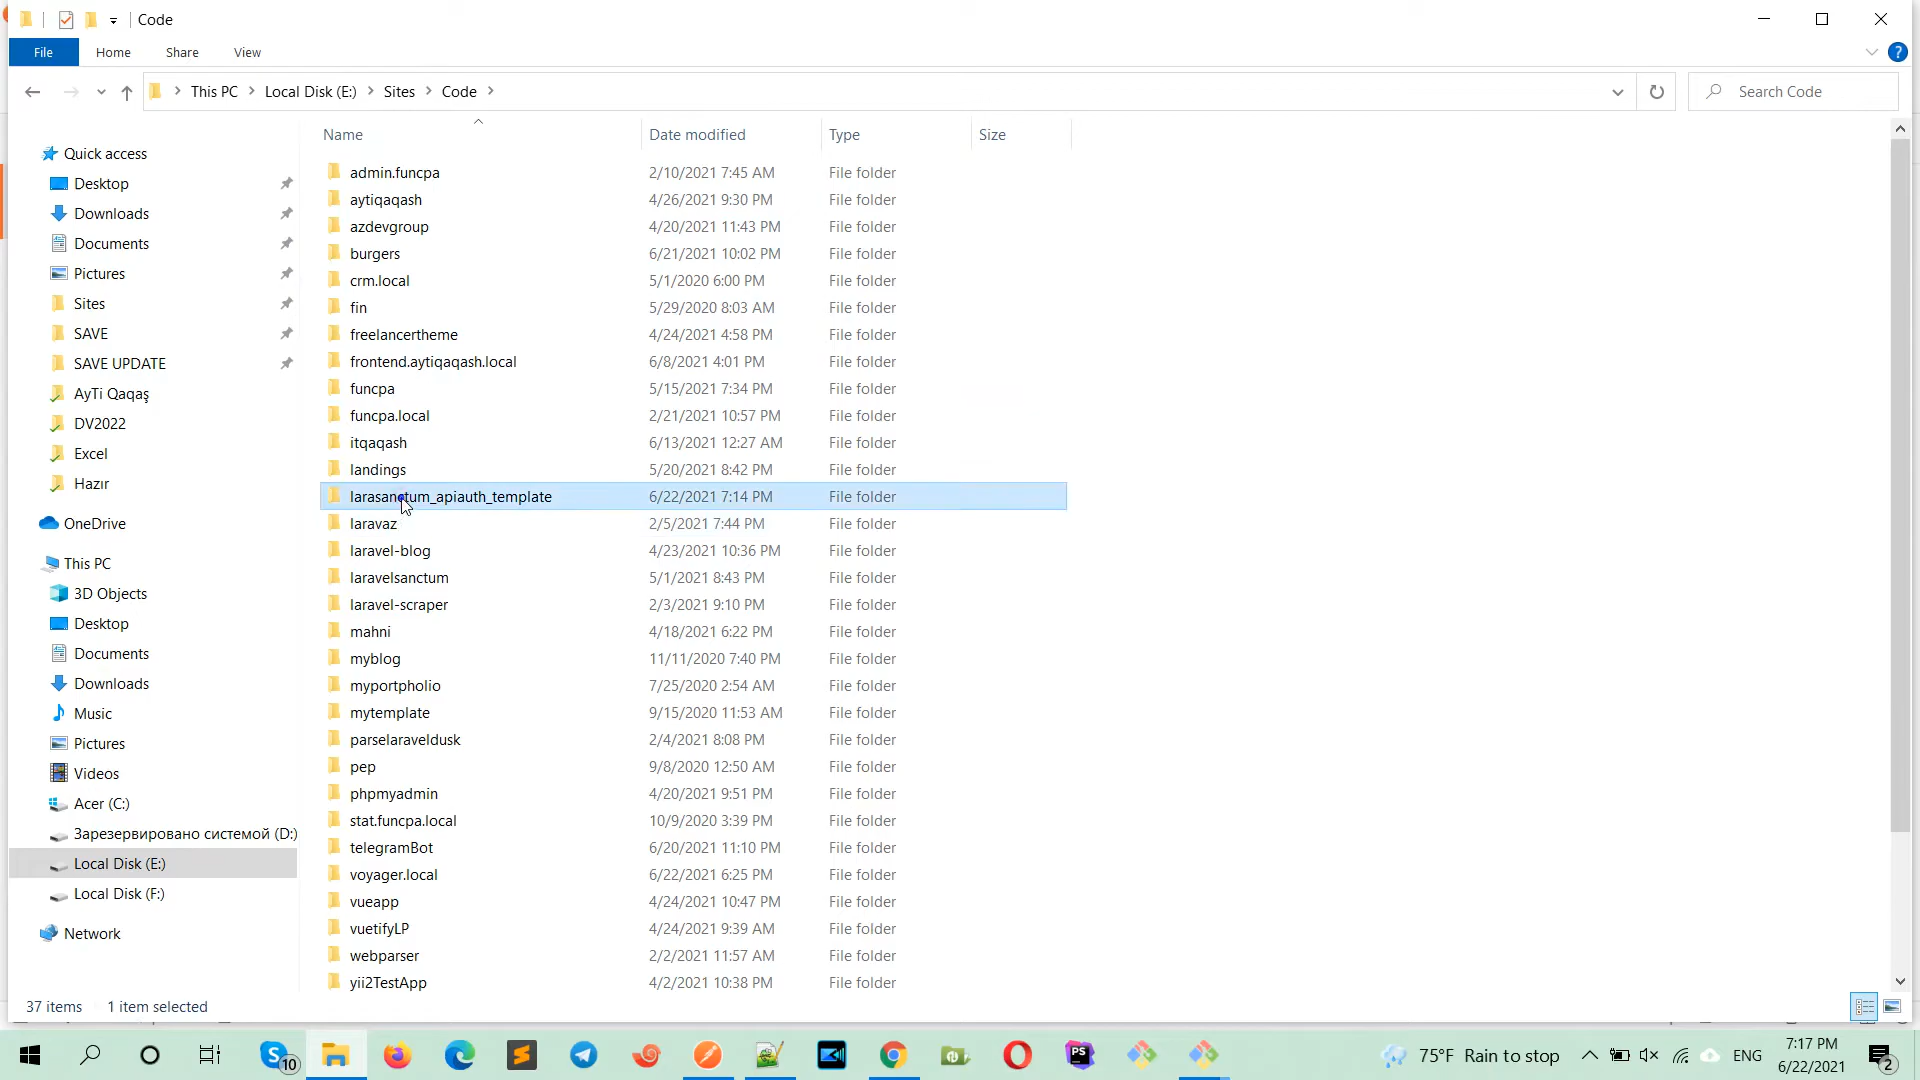 Code
File Home Share View
This PC Local Disk (E:) Sites Code
Search Code
Name Date modified Type Size
Quick access
Desktop
Downloads
Documents
Pictures
Sites
SAVE
SAVE UPDATE
AyTi Qaqaş
DV2022
Excel
Hazır
OneDrive
This PC
3D Objects
Desktop
Documents
Downloads
Music
Pictures
Videos
Acer (C:)
Зарезервировано системой (D:)
Local Disk (E:)
Local Disk (F:)
Network
admin.funcpa 2/10/2021 7:45 AM File folder
aytiqaqash 4/26/2021 9:30 PM File folder
azdevgroup 4/20/2021 11:43 PM File folder
burgers 6/21/2021 10:02 PM File folder
crm.local 5/1/2020 6:00 PM File folder
fin 5/29/2020 8:03 AM File folder
freelancertheme 4/24/2021 4:58 PM File folder
frontend.aytiqaqash.local 6/8/2021 4:01 PM File folder
funcpa 5/15/2021 7:34 PM File folder
funcpa.local 2/21/2021 10:57 PM File folder
itqaqash 6/13/2021 12:27 AM File folder
landings 5/20/2021 8:42 PM File folder
larasanctum_apiauth_template 6/22/2021 7:14 PM File folder
laravaz 2/5/2021 7:44 PM File folder
laravel-blog 4/23/2021 10:36 PM File folder
laravelsanctum 5/1/2021 8:43 PM File folder
laravel-scraper 2/3/2021 9:10 PM File folder
mahni 4/18/2021 6:22 PM File folder
myblog 11/11/2020 7:40 PM File folder
myportpholio 7/25/2020 2:54 AM File folder
mytemplate 9/15/2020 11:53 AM File folder
parselaraveldusk 2/4/2021 8:08 PM File folder
pep 9/8/2020 12:50 AM File folder
phpmyadmin 4/20/2021 9:51 PM File folder
stat.funcpa.local 10/9/2020 3:39 PM File folder
telegramBot 6/20/2021 11:10 PM File folder
voyager.local 6/22/2021 6:25 PM File folder
vueapp 4/24/2021 10:47 PM File folder
vuetifyLP 4/24/2021 9:39 AM File folder
webparser 2/2/2021 11:57 AM File folder
yii2TestApp 4/2/2021 10:38 PM File folder
37 items 1 item selected
10
PS
75°F Rain to stop
ENG
7:17 PM
6/22/2021
2